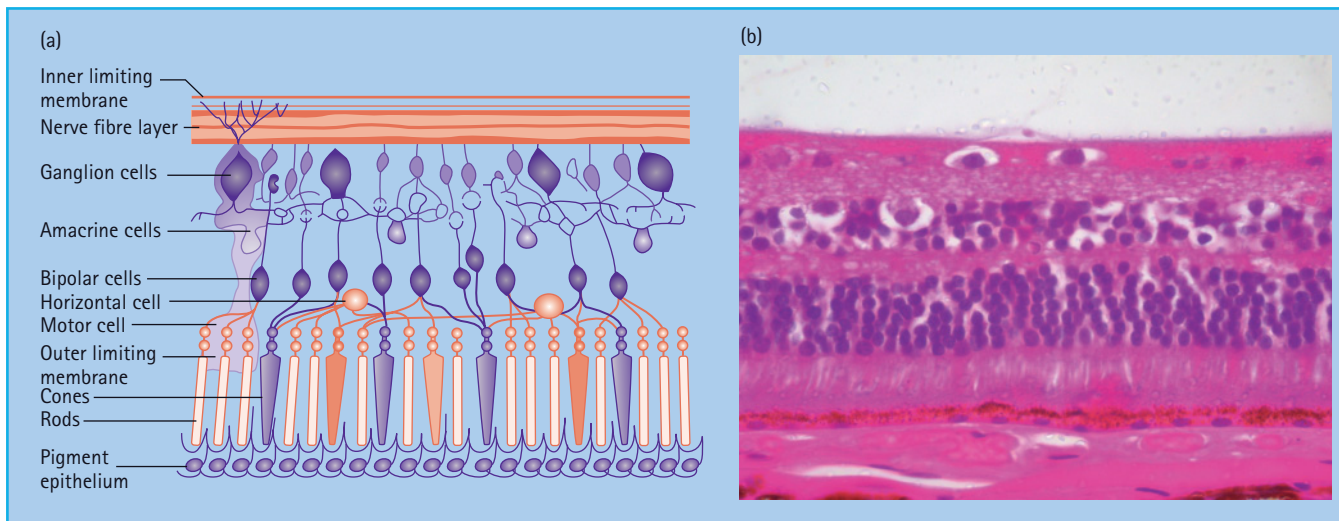 (a)
Inner limiting
membrane
Nerve fibre layer
Ganglion cells
Amacrine cells
Bipolar cells
Horizontal cell
Motor cell
Outer limiting
membrane
Cones
Rods
Pigment
epithelium
(b)